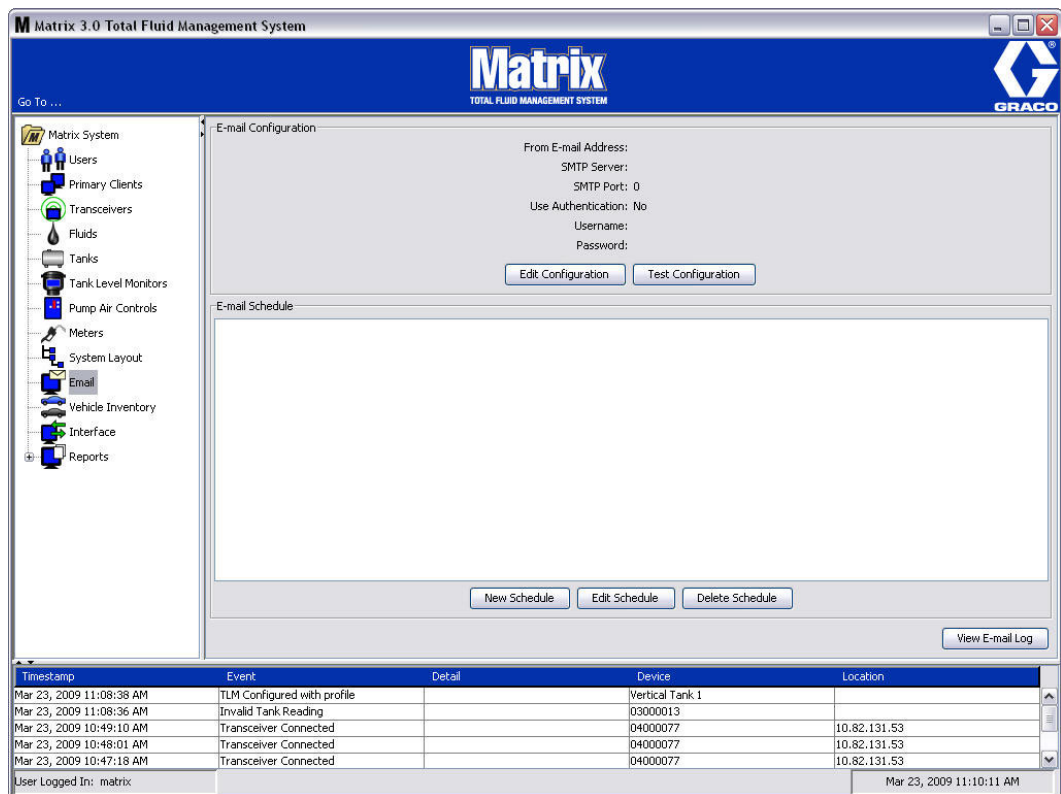 Matrix 3.0 Total Fluid Management System
Matrix
TOTAL FLUID MANAGEMENT SYSTEM
Go To ...
GRACO
Matrix System
Users
Primary Clients
Transceivers
Fluids
Tanks
Tank Level Monitors
Pump Air Controls
Meters
System Layout
Email
Vehicle Inventory
Interface
Reports
E-mail Configuration
From E-mail Address:
SMTP Server:
SMTP Port: 0
Use Authentication: No
Username:
Password:
Edit Configuration Test Configuration
E-mail Schedule
New Schedule Edit Schedule Delete Schedule
View E-mail Log
Timestamp Event Detail Device Location
Mar 23, 2009 11:08:38 AM TLM Configured with profile Vertical Tank 1
Mar 23, 2009 11:08:36 AM Invalid Tank Reading 03000013
Mar 23, 2009 10:49:10 AM Transceiver Connected 04000077 10.82.131.53
Mar 23, 2009 10:48:01 AM Transceiver Connected 04000077 10.82.131.53
Mar 23, 2009 10:47:18 AM Transceiver Connected 04000077 10.82.131.53
User Logged In: matrix Mar 23, 2009 11:10:11 AM